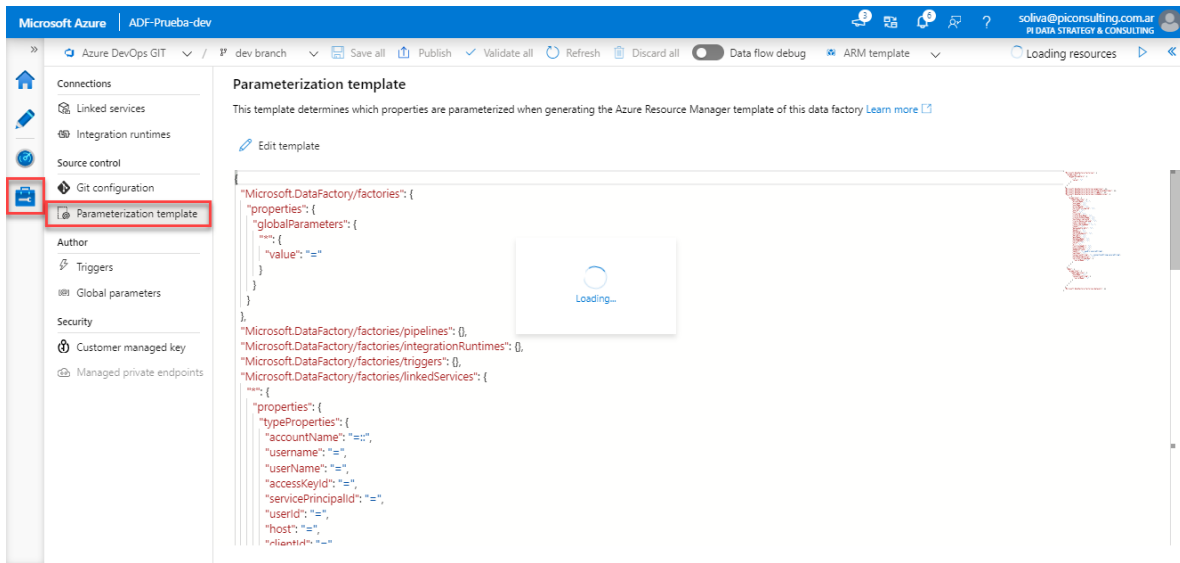 Microsoft Azure
ADF-Prueba-dev
3
6
?
soliva@piconsulting.com.ar
PI DATA STRATEGY & CONSULTING
»
Azure DevOps GIT
/
dev branch
Save all
Publish
Validate all
Refresh
Discard all
Data flow debug
ARM template
Loading resources
«
Connections
Linked services
Integration runtimes
Source control
Git configuration
Parameterization template
Author
Triggers
Global parameters
Security
Customer managed key
Managed private endpoints
Parameterization template
This template determines which properties are parameterized when generating the Azure Resource Manager template of this data factory Learn more
Edit template
{
"Microsoft.DataFactory/factories": {
"properties": {
"globalParameters": {
"*": {
"value": "="
}
}
}
},
"Microsoft.DataFactory/factories/pipelines": {},
"Microsoft.DataFactory/factories/integrationRuntimes": {},
"Microsoft.DataFactory/factories/triggers": {},
"Microsoft.DataFactory/factories/linkedServices": {
"*": {
"properties": {
"typeProperties": {
"accountName": "=::",
"username": "=",
"userName": "=",
"accessKeyId": "=",
"servicePrincipalId": "=",
"userId": "=",
"host": "=",
"clientId": "="
Loading...